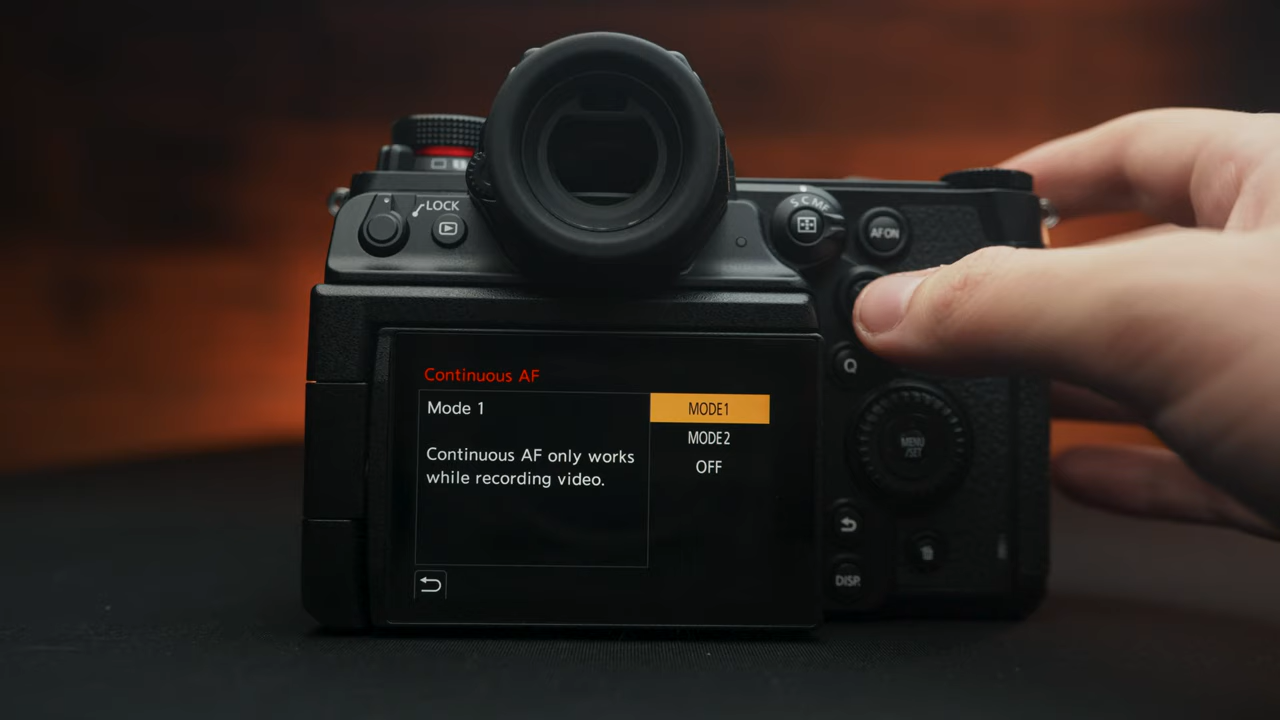 LOCK
S C MF
AF ON
Continuous AF
Mode 1
Continuous AF only works
while recording video.
MODE1
MODE2
OFF
Q
MENU
/SET
DISP.